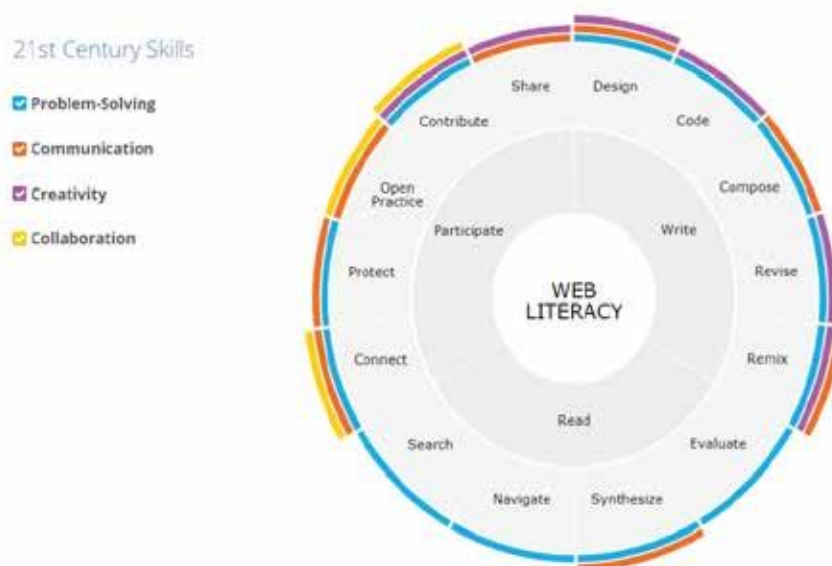 21st Century Skills
Problem-Solving
Communication
Creativity
Collaboration
Share
Design
Contribute
Code
Open
Practice
Compose
Participate
Write
Protect
Revise
WEB
LITERACY
Connect
Remix
Read
Search
Evaluate
Navigate
Synthesize